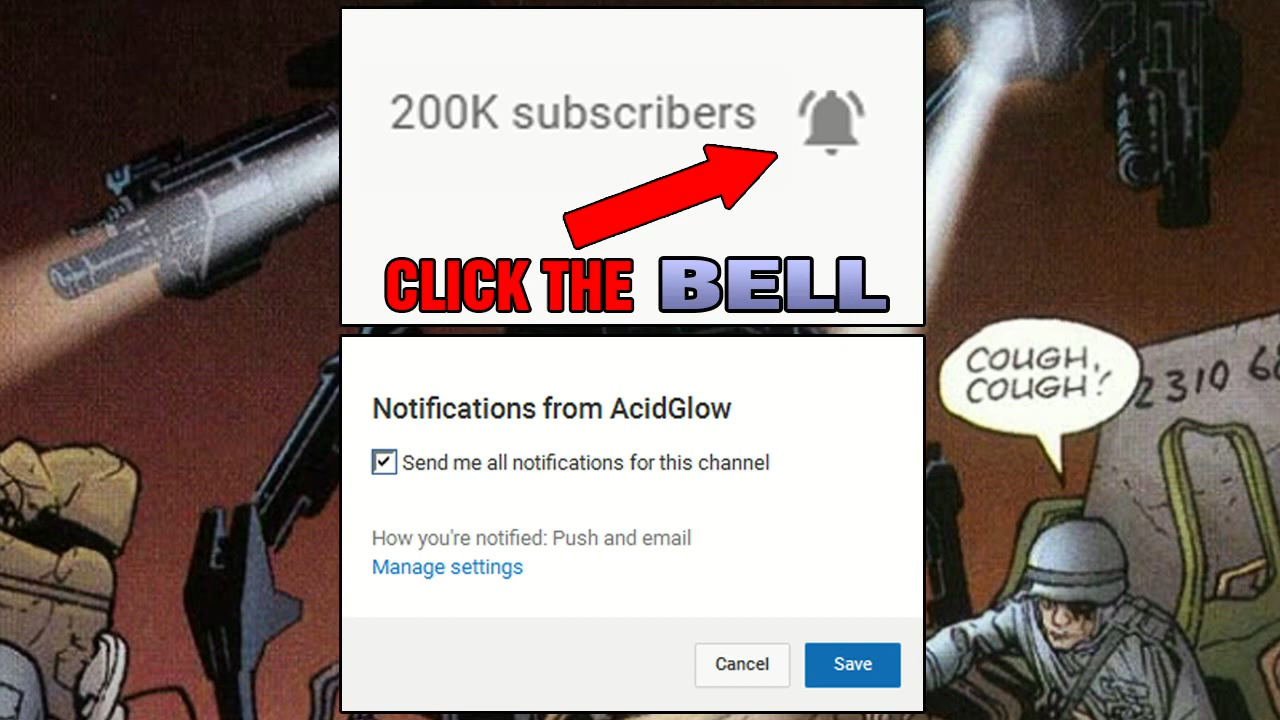 200K subscribers
CLICK THE BELL
Notifications from AcidGlow
Send me all notifications for this channel
How you're notified: Push and email
Manage settings
Cancel Save
COUGH,
COUGH!
2310 68